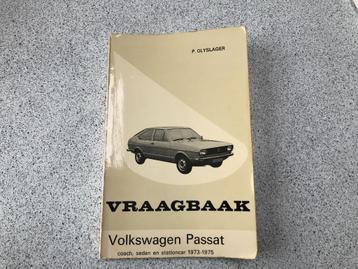 P. OLYSLAGER
VRAAGBAAK
Volkswagen Passat
coach, sedan en stationcar 1973-1975